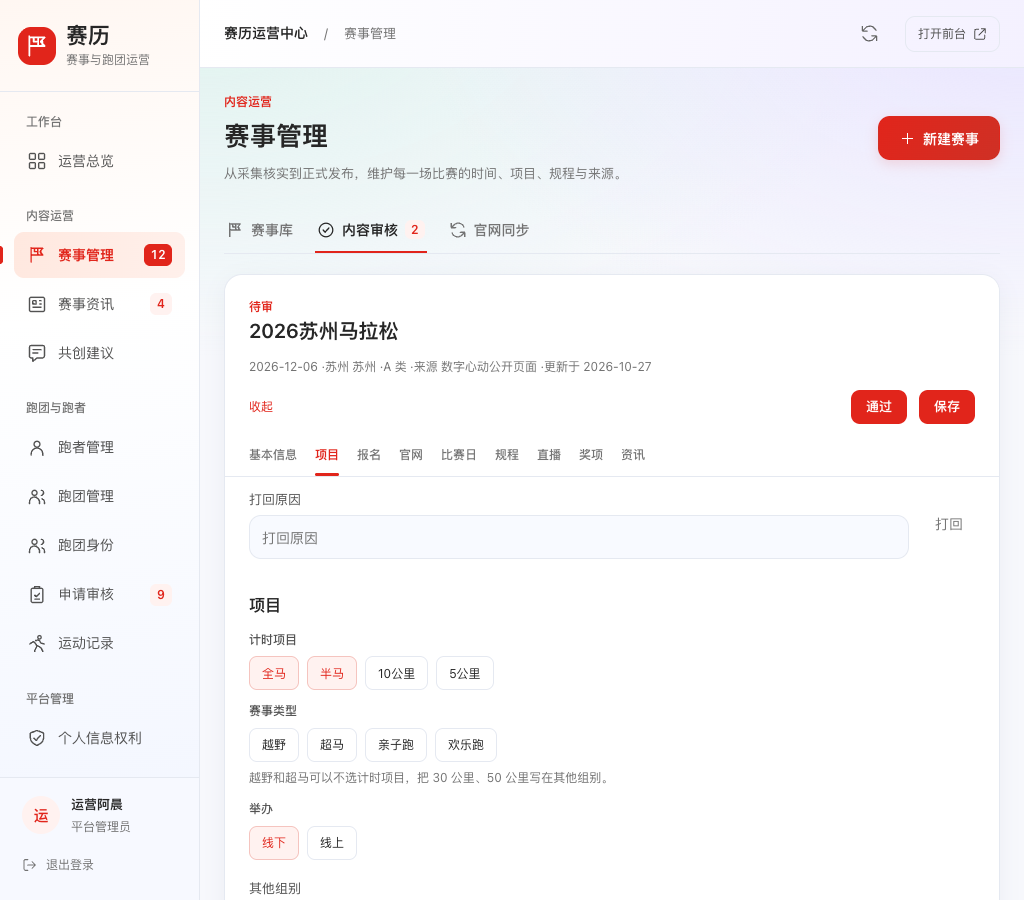 赛历
赛事与跑团运营
工作台
运营总览
内容运营
赛事管理 12
赛事资讯 4
共创建议
跑团与跑者
跑者管理
跑团管理
跑团身份
申请审核 9
运动记录
平台管理
个人信息权利
运
运营阿晨
平台管理员
退出登录
赛历运营中心 / 赛事管理
打开前台
内容运营
赛事管理
从采集核实到正式发布，维护每一场比赛的时间、项目、规程与来源。
新建赛事
赛事库 内容审核 2 官网同步
待审
2026苏州马拉松
2026-12-06 ·苏州 苏州 ·A 类 ·来源 数字心动公开页面 ·更新于 2026-10-27
收起
通过 保存
基本信息 项目 报名 官网 比赛日 规程 直播 奖项 资讯
打回原因
打回原因
打回
项目
计时项目
全马 半马 10公里 5公里
赛事类型
越野 超马 亲子跑 欢乐跑
越野和超马可以不选计时项目，把 30 公里、50 公里写在其他组别。
举办
线下 线上
其他组别